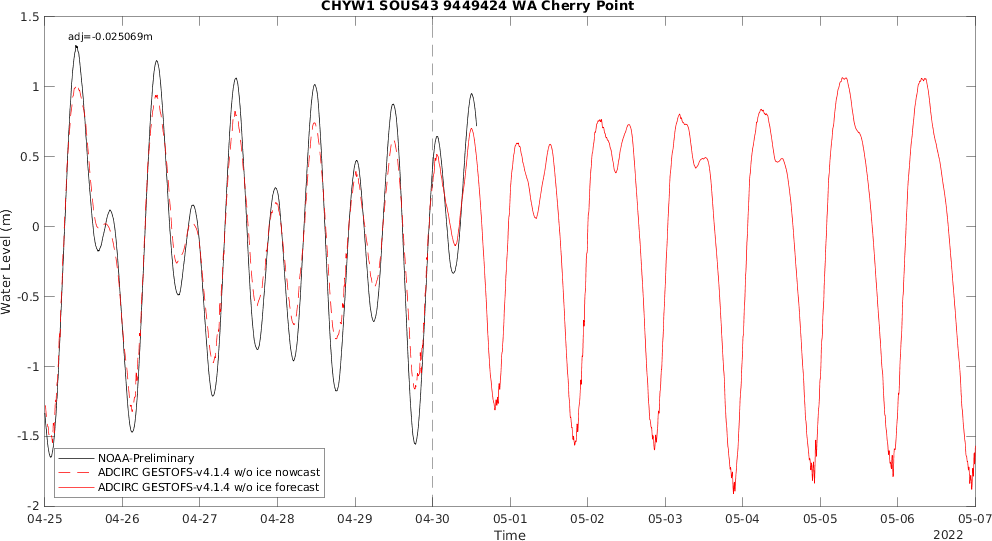 CHYW1 SOUS43 9449424 WA Cherry Point
adj=-0.025069m
1.5
1
0.5
0
-0.5
-1
-1.5
-2
Water Level (m)
NOAA-Preliminary
ADCIRC GESTOFS-v4.1.4 w/o ice nowcast
ADCIRC GESTOFS-v4.1.4 w/o ice forecast
04-25 04-26 04-27 04-28 04-29 04-30 05-01 05-02 05-03 05-04 05-05 05-06 05-07
Time
2022